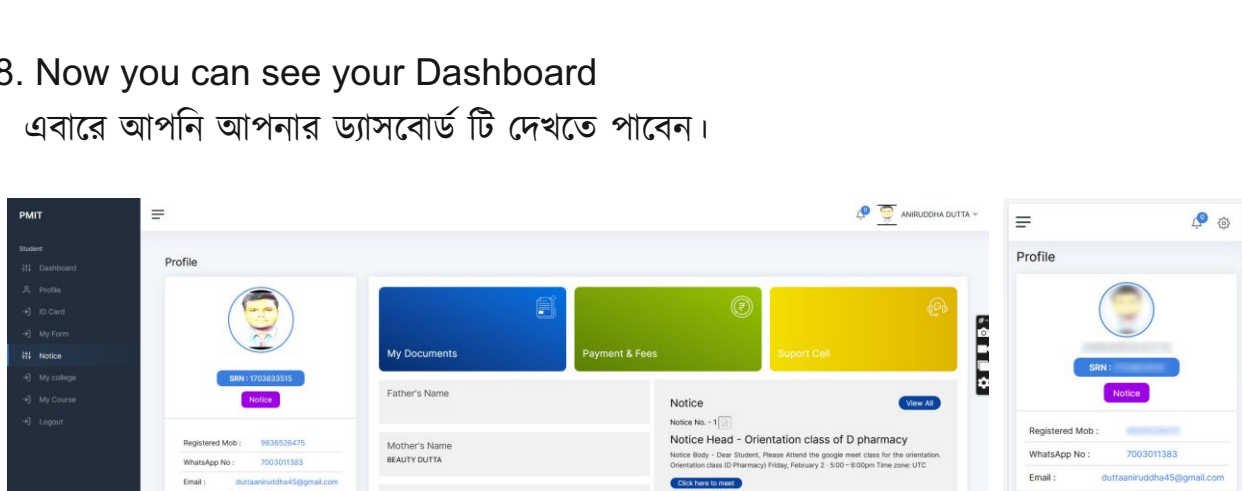 8. Now you can see your Dashboard
এবারে আপনি আপনার ড্যাসবোর্ড টি দেখতে পাবেন।
PMIT
Student
Dashboard
Profile
ID Card
My Form
Notice
My college
My Course
Logout
0
ANIRUDDHA DUTTA
Profile
SRN : 1703833515
Notice
Registered Mob : 9836526475
WhatsApp No : 7003011383
Email : duttaaniruddha45@gmail.com
My Documents
Payment & Fees
Suport Cell
Father's Name
Mother's Name
BEAUTY DUTTA
Notice
View All
Notice No. - 1
Notice Head - Orientation class of D pharmacy
Notice Body - Dear Student, Please Attend the google meet class for the orientation.
Orientation class (D Pharmacy) Friday, February 2 · 5:00 – 6:00pm Time zone: UTC
Click here to meet
0
Profile
SRN :
Notice
Registered Mob :
WhatsApp No : 7003011383
Email : duttaaniruddha45@gmail.com